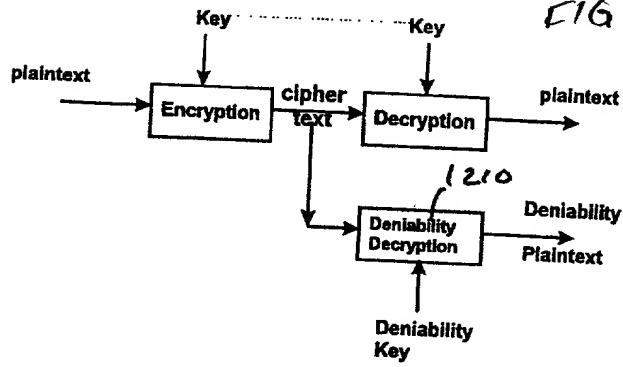 FIG
Key
Key
plaintext
Encryption
cipher
text
Decryption
plaintext
1210
Deniability
Decryption
Deniability
Plaintext
Deniability
Key